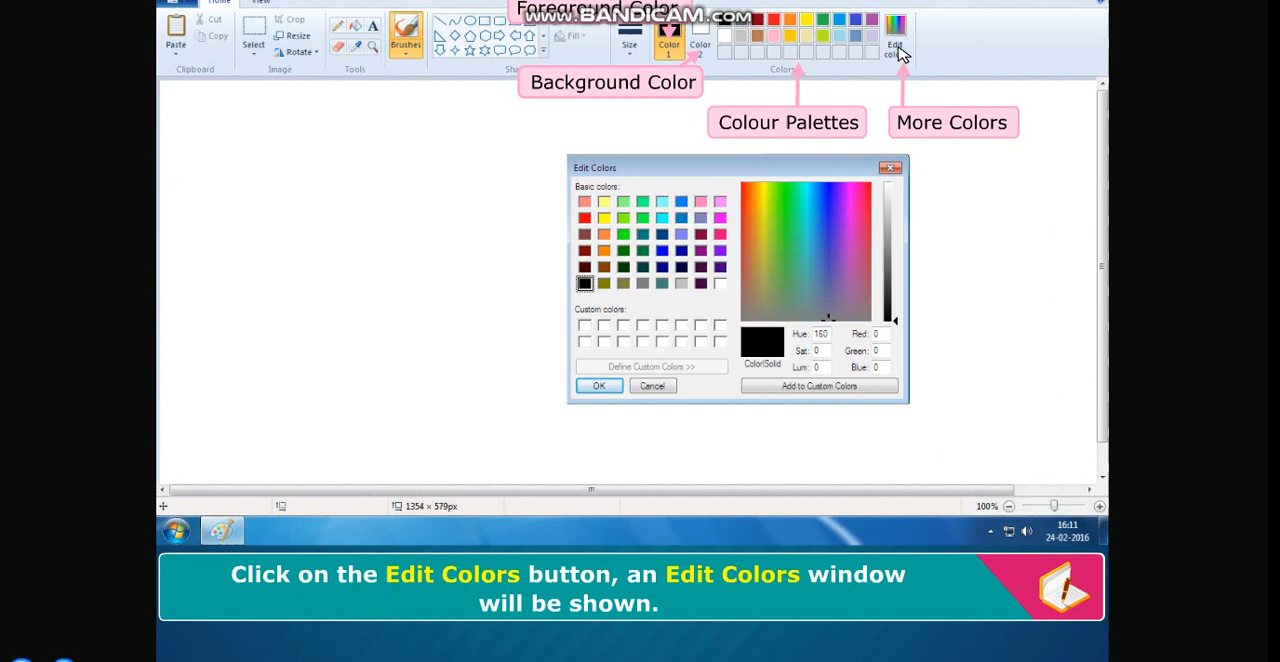 Home View
Foreground Color
www.BANDICAM.com
Paste
Cut
Copy
Clipboard
Select
Crop
Resize
Rotate
Image
Tools
Brushes
Fill
Size
Color 1
Color 2
Edit
Colors
Background Color
Colour Palettes
More Colors
Edit Colors
Basic colors:
Custom colors:
Define Custom Colors >>
OK Cancel
Color|Solid
Hue: 160 Red: 0
Sat: 0 Green: 0
Lum: 0 Blue: 0
Add to Custom Colors
1354 × 579px
100%
16:11
24-02-2016
Click on the Edit Colors button, an Edit Colors window
will be shown.